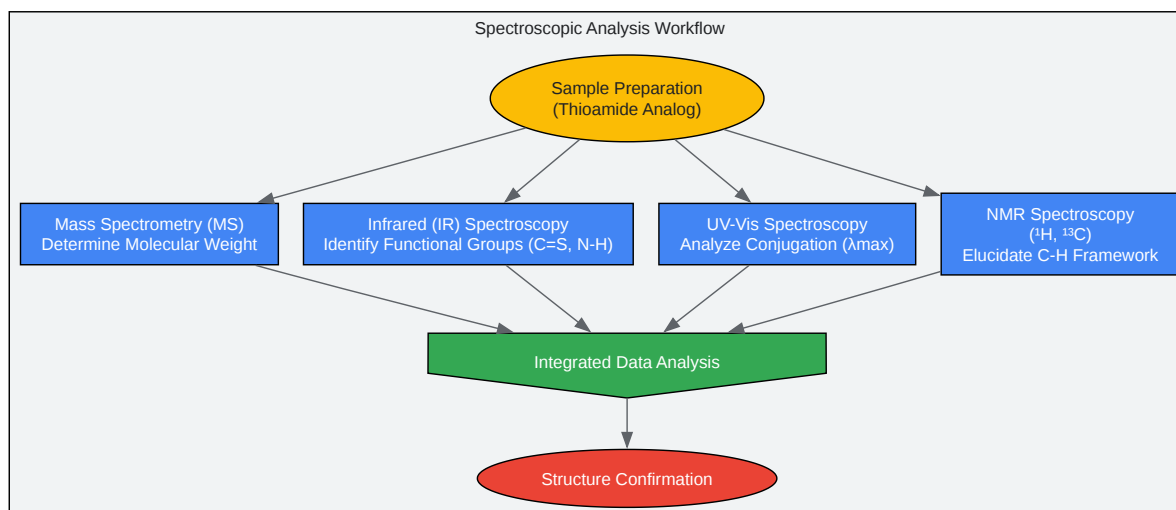 Spectroscopic Analysis Workflow
Sample Preparation
(Thioamide Analog)
Mass Spectrometry (MS)
Determine Molecular Weight
Infrared (IR) Spectroscopy
Identify Functional Groups (C=S, N-H)
UV-Vis Spectroscopy
Analyze Conjugation (λmax)
NMR Spectroscopy
(¹H, ¹³C)
Elucidate C-H Framework
Integrated Data Analysis
Structure Confirmation